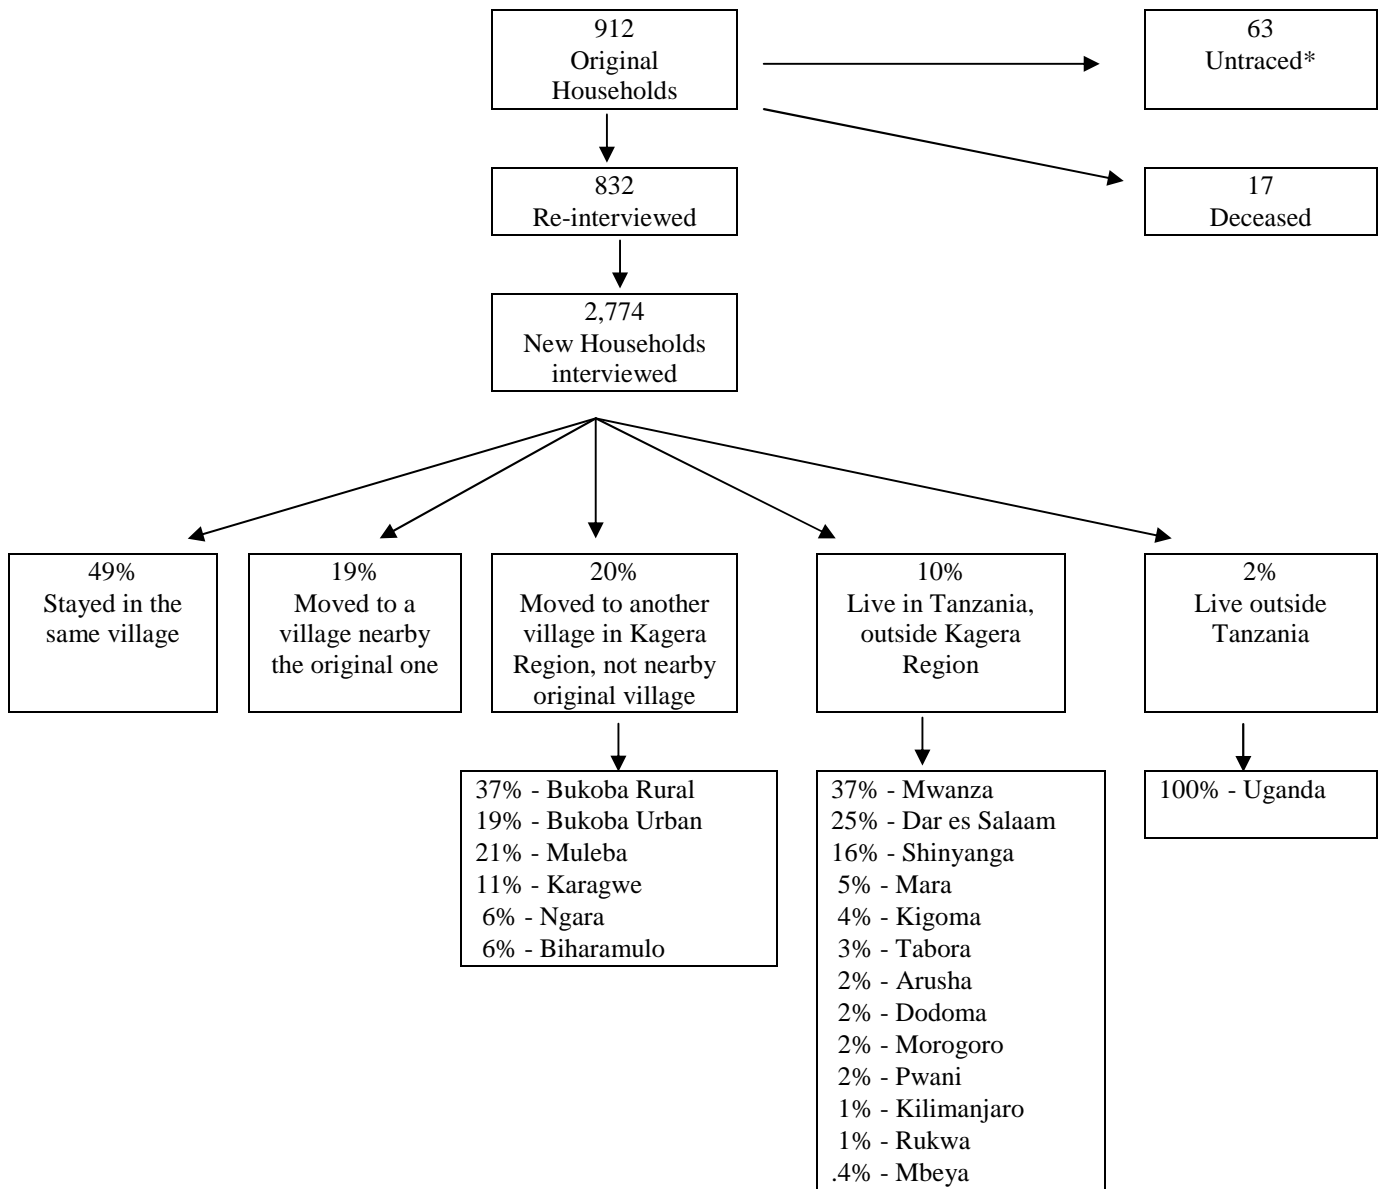 912
Original
Households
63
Untraced*
832
Re-interviewed
17
Deceased
2,774
New Households
interviewed
49%
Stayed in the
same village
19%
Moved to a
village nearby
the original one
20%
Moved to another
village in Kagera
Region, not nearby
original village
10%
Live in Tanzania,
outside Kagera
Region
2%
Live outside
Tanzania
37% - Bukoba Rural
19% - Bukoba Urban
21% - Muleba
11% - Karagwe
6% - Ngara
6% - Biharamulo
37% - Mwanza
25% - Dar es Salaam
16% - Shinyanga
5% - Mara
4% - Kigoma
3% - Tabora
2% - Arusha
2% - Dodoma
2% - Morogoro
2% - Pwani
1% - Kilimanjaro
1% - Rukwa
.4% - Mbeya
100% - Uganda